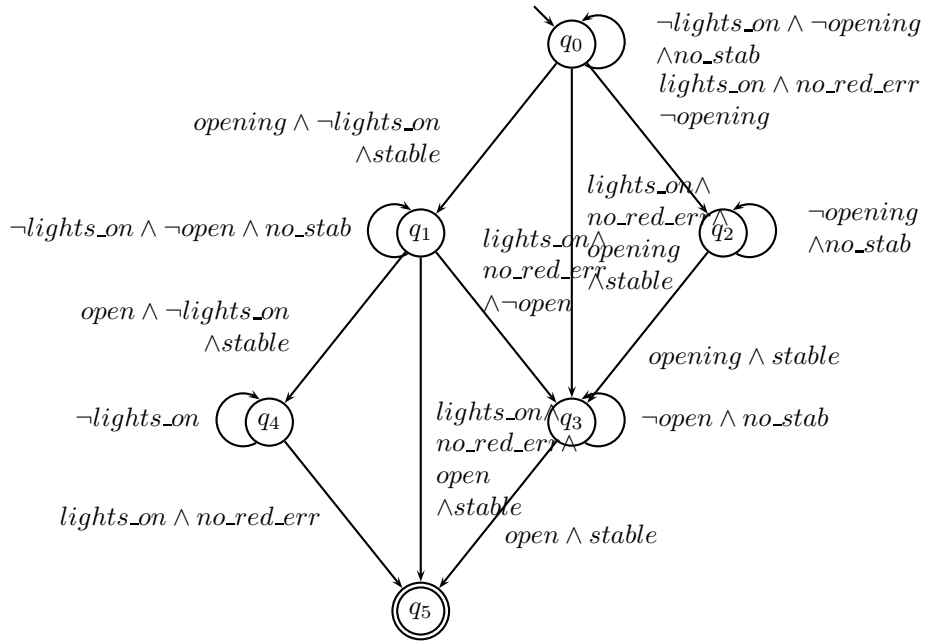 q0
¬lights_on ∧ ¬opening
∧no_stab
lights_on ∧ no_red_err
¬opening
opening ∧ ¬lights_on
∧stable
lights_on∧
no_red_err∧
opening
∧stable
¬lights_on ∧ ¬open ∧ no_stab
q1
lights_on∧
no_red_err
∧¬open
q2
¬opening
∧no_stab
open ∧ ¬lights_on
∧stable
opening ∧ stable
¬lights_on
q4
lights_on∧
no_red_err∧
open
∧stable
q3
¬open ∧ no_stab
lights_on ∧ no_red_err
open ∧ stable
q5